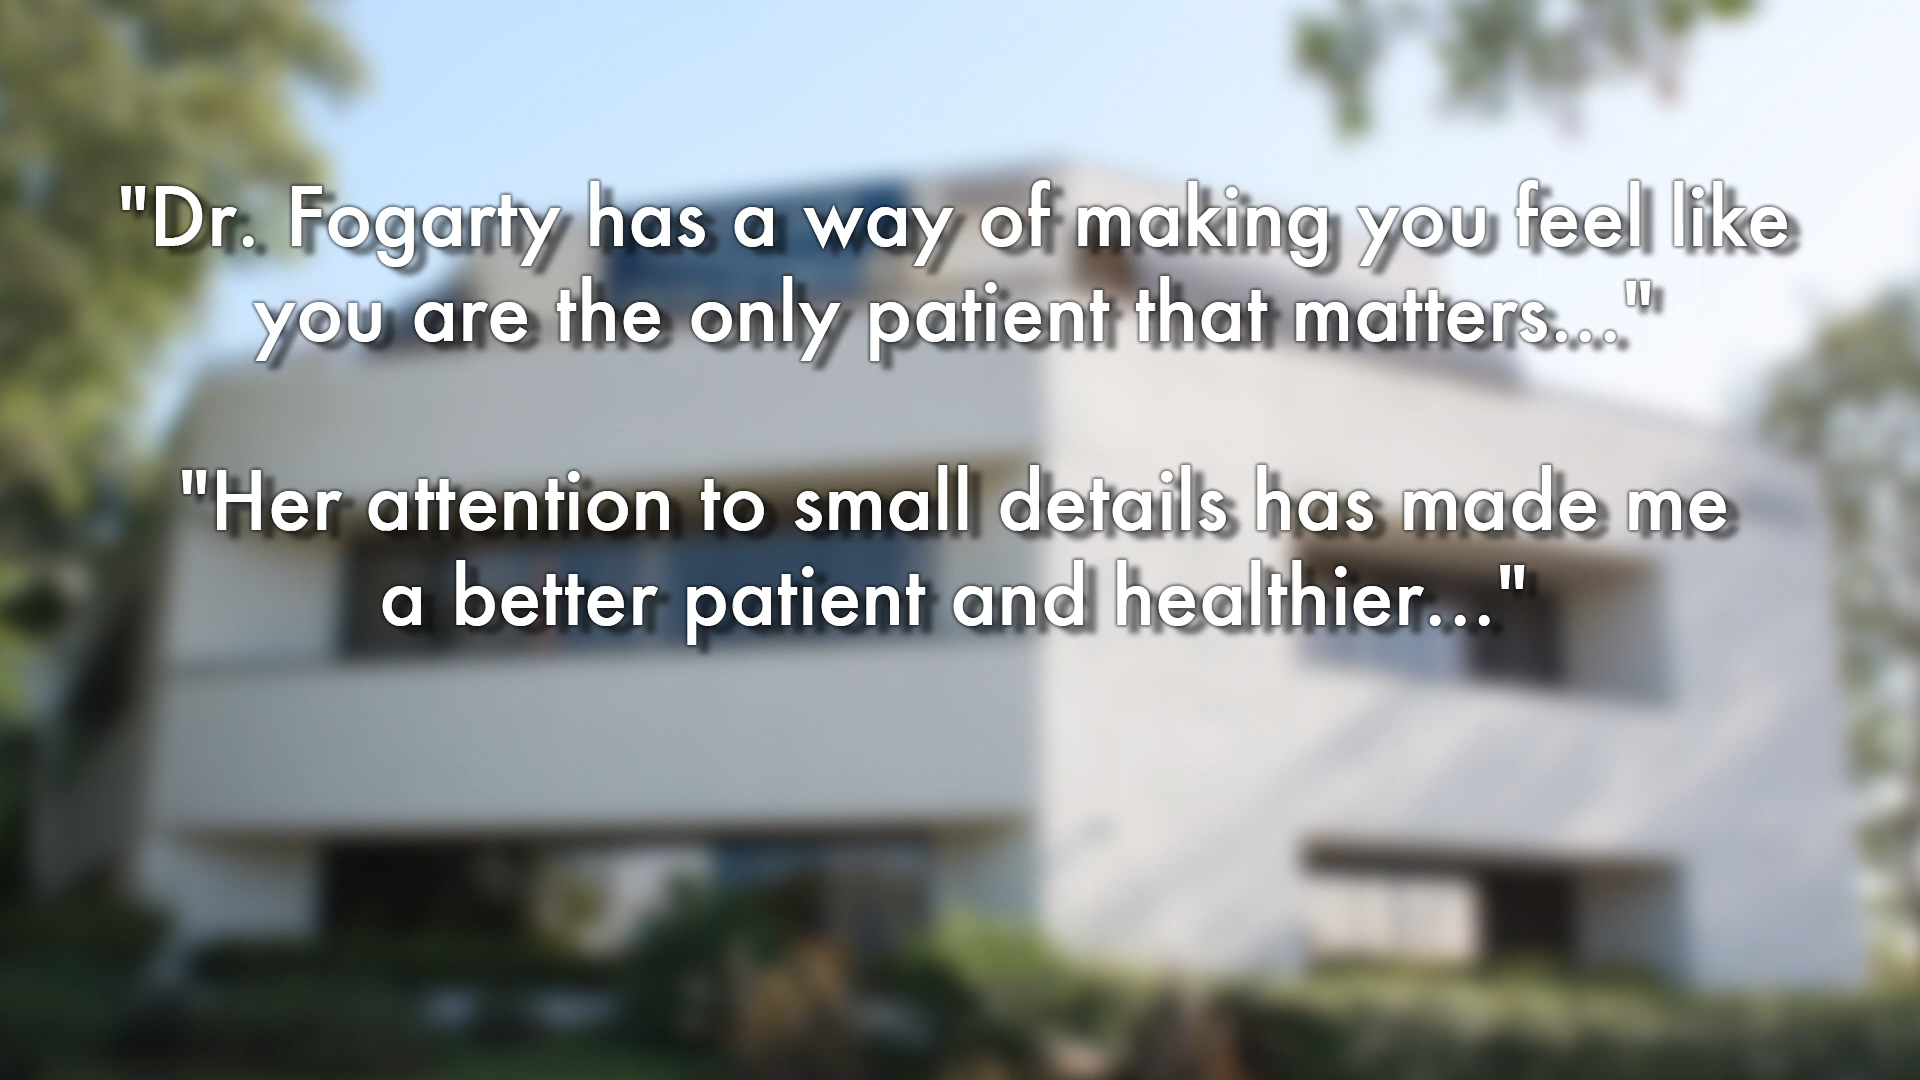 "Dr. Fogarty has a way of making you feel like
you are the only patient that matters..."
"Her attention to small details has made me
a better patient and healthier..."